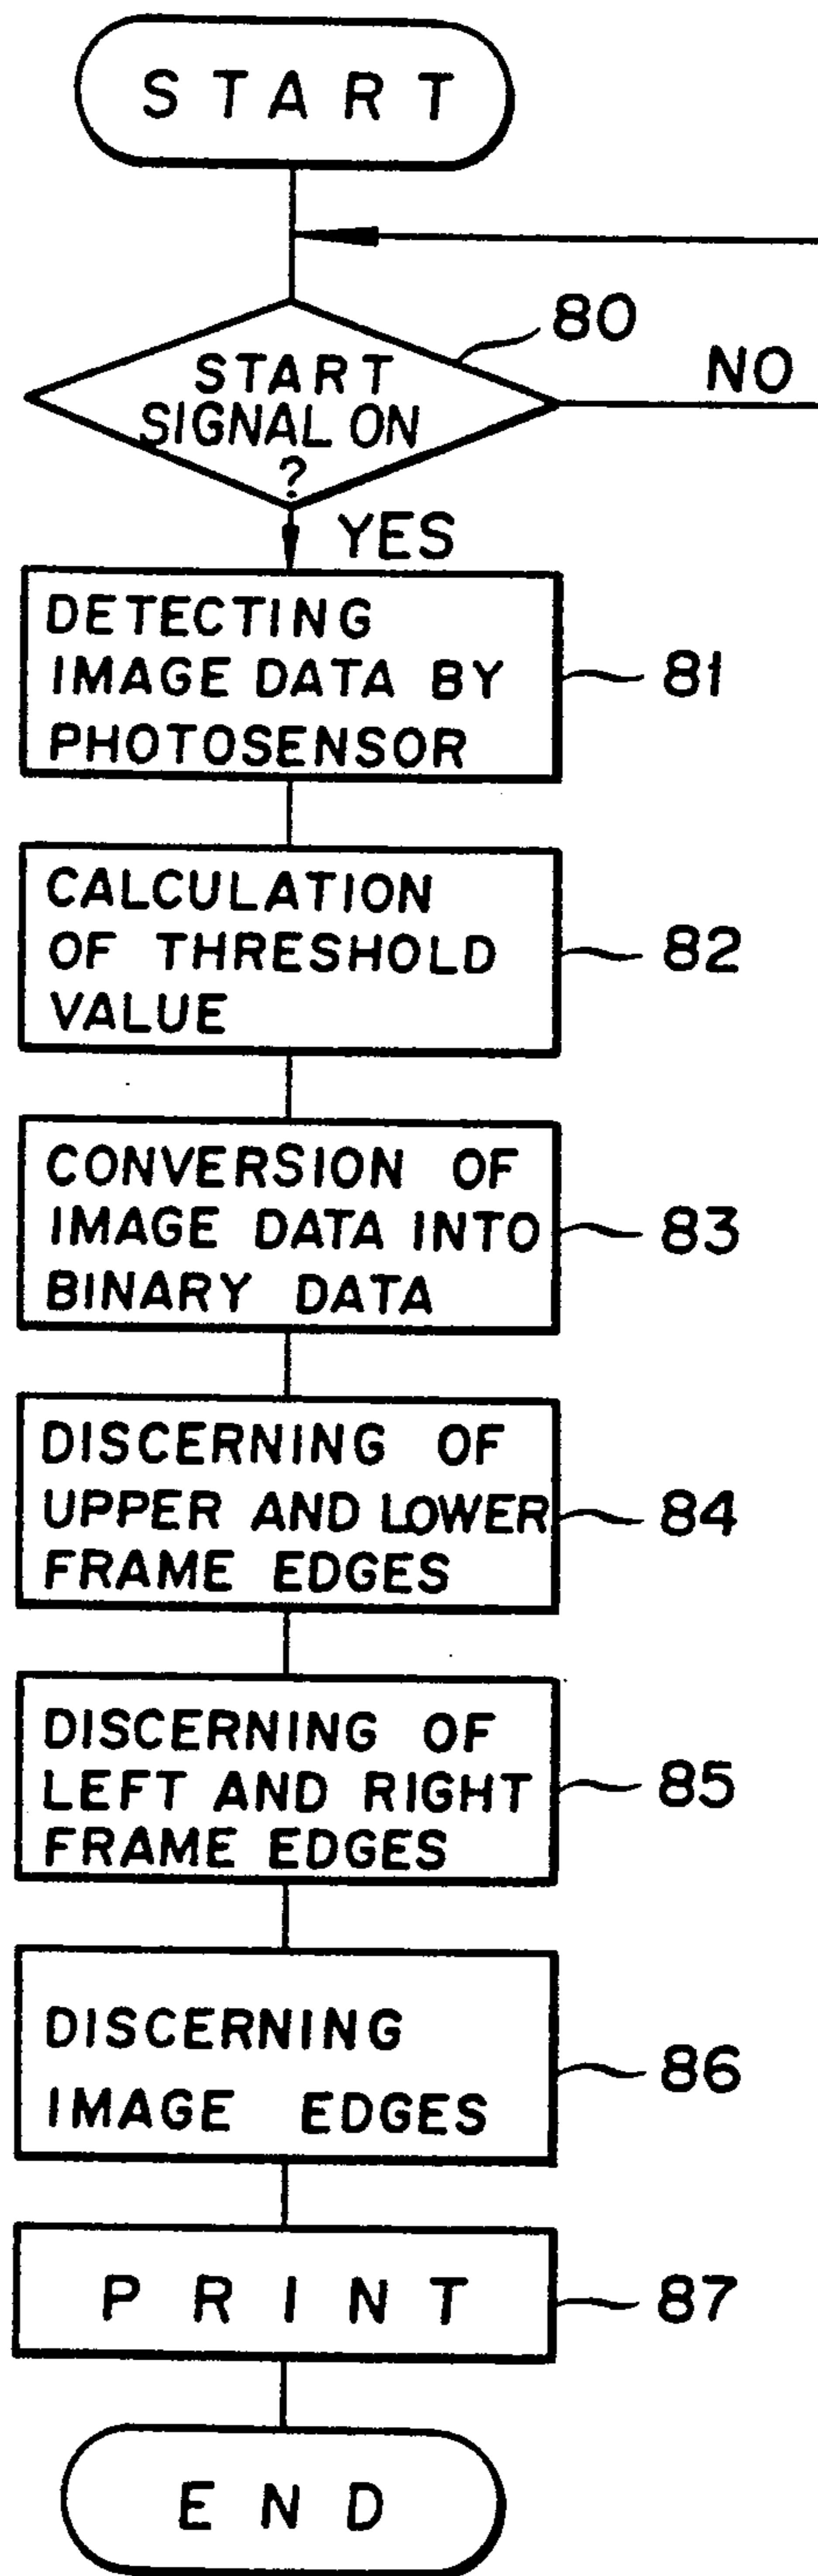 START
80
START
SIGNAL ON
?
NO
YES
DETECTING
IMAGE DATA BY
PHOTOSENSOR
81
CALCULATION
OF THRESHOLD
VALUE
82
CONVERSION OF
IMAGE DATA INTO
BINARY DATA
83
DISCERNING OF
UPPER AND LOWER
FRAME EDGES
84
DISCERNING OF
LEFT AND RIGHT
FRAME EDGES
85
DISCERNING
IMAGE EDGES
86
PRINT
87
END